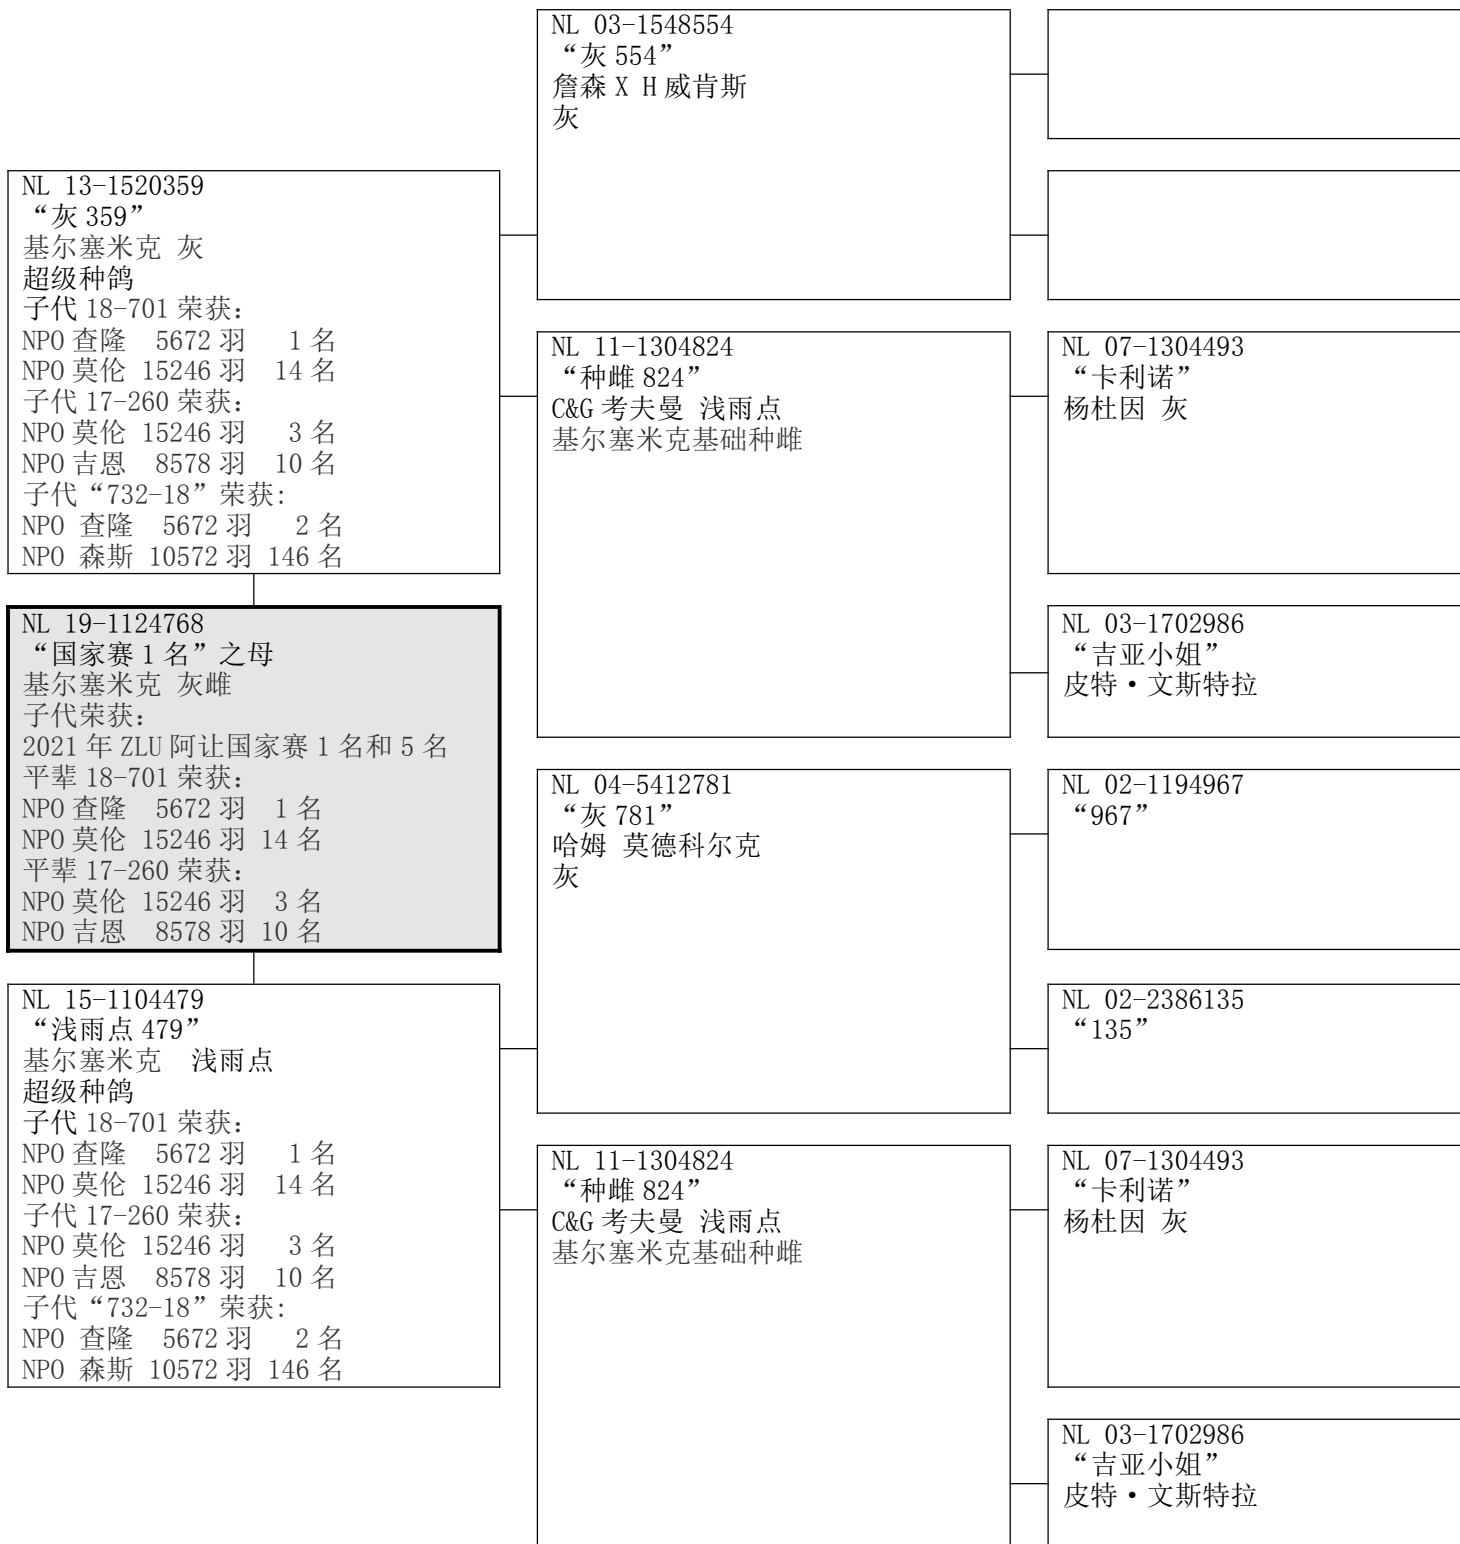 NL 03-1548554
“灰 554”
詹森 X H 威肯斯
灰
NL 13-1520359
“灰 359”
基尔塞米克 灰
超级种鸽
子代 18-701 荣获：
NPO 查隆 5672 羽 1 名
NPO 莫伦 15246 羽 14 名
子代 17-260 荣获：
NPO 莫伦 15246 羽 3 名
NPO 吉恩 8578 羽 10 名
子代“732-18”荣获：
NPO 查隆 5672 羽 2 名
NPO 森斯 10572 羽 146 名
NL 11-1304824
“种雌 824”
C&G 考夫曼 浅雨点
基尔塞米克基础种雌
NL 07-1304493
“卡利诺”
杨杜因 灰
NL 19-1124768
“国家赛 1 名”之母
基尔塞米克 灰雌
子代荣获：
2021 年 ZLU 阿让国家赛 1 名和 5 名
平辈 18-701 荣获：
NPO 查隆 5672 羽 1 名
NPO 莫伦 15246 羽 14 名
平辈 17-260 荣获：
NPO 莫伦 15246 羽 3 名
NPO 吉恩 8578 羽 10 名
NL 03-1702986
“吉亚小姐”
皮特·文斯特拉
NL 04-5412781
“灰 781”
哈姆 莫德科尔克
灰
NL 02-1194967
“967”
NL 15-1104479
“浅雨点 479”
基尔塞米克 浅雨点
超级种鸽
子代 18-701 荣获：
NPO 查隆 5672 羽 1 名
NPO 莫伦 15246 羽 14 名
子代 17-260 荣获：
NPO 莫伦 15246 羽 3 名
NPO 吉恩 8578 羽 10 名
子代“732-18”荣获：
NPO 查隆 5672 羽 2 名
NPO 森斯 10572 羽 146 名
NL 02-2386135
“135”
NL 11-1304824
“种雌 824”
C&G 考夫曼 浅雨点
基尔塞米克基础种雌
NL 07-1304493
“卡利诺”
杨杜因 灰
NL 03-1702986
“吉亚小姐”
皮特·文斯特拉